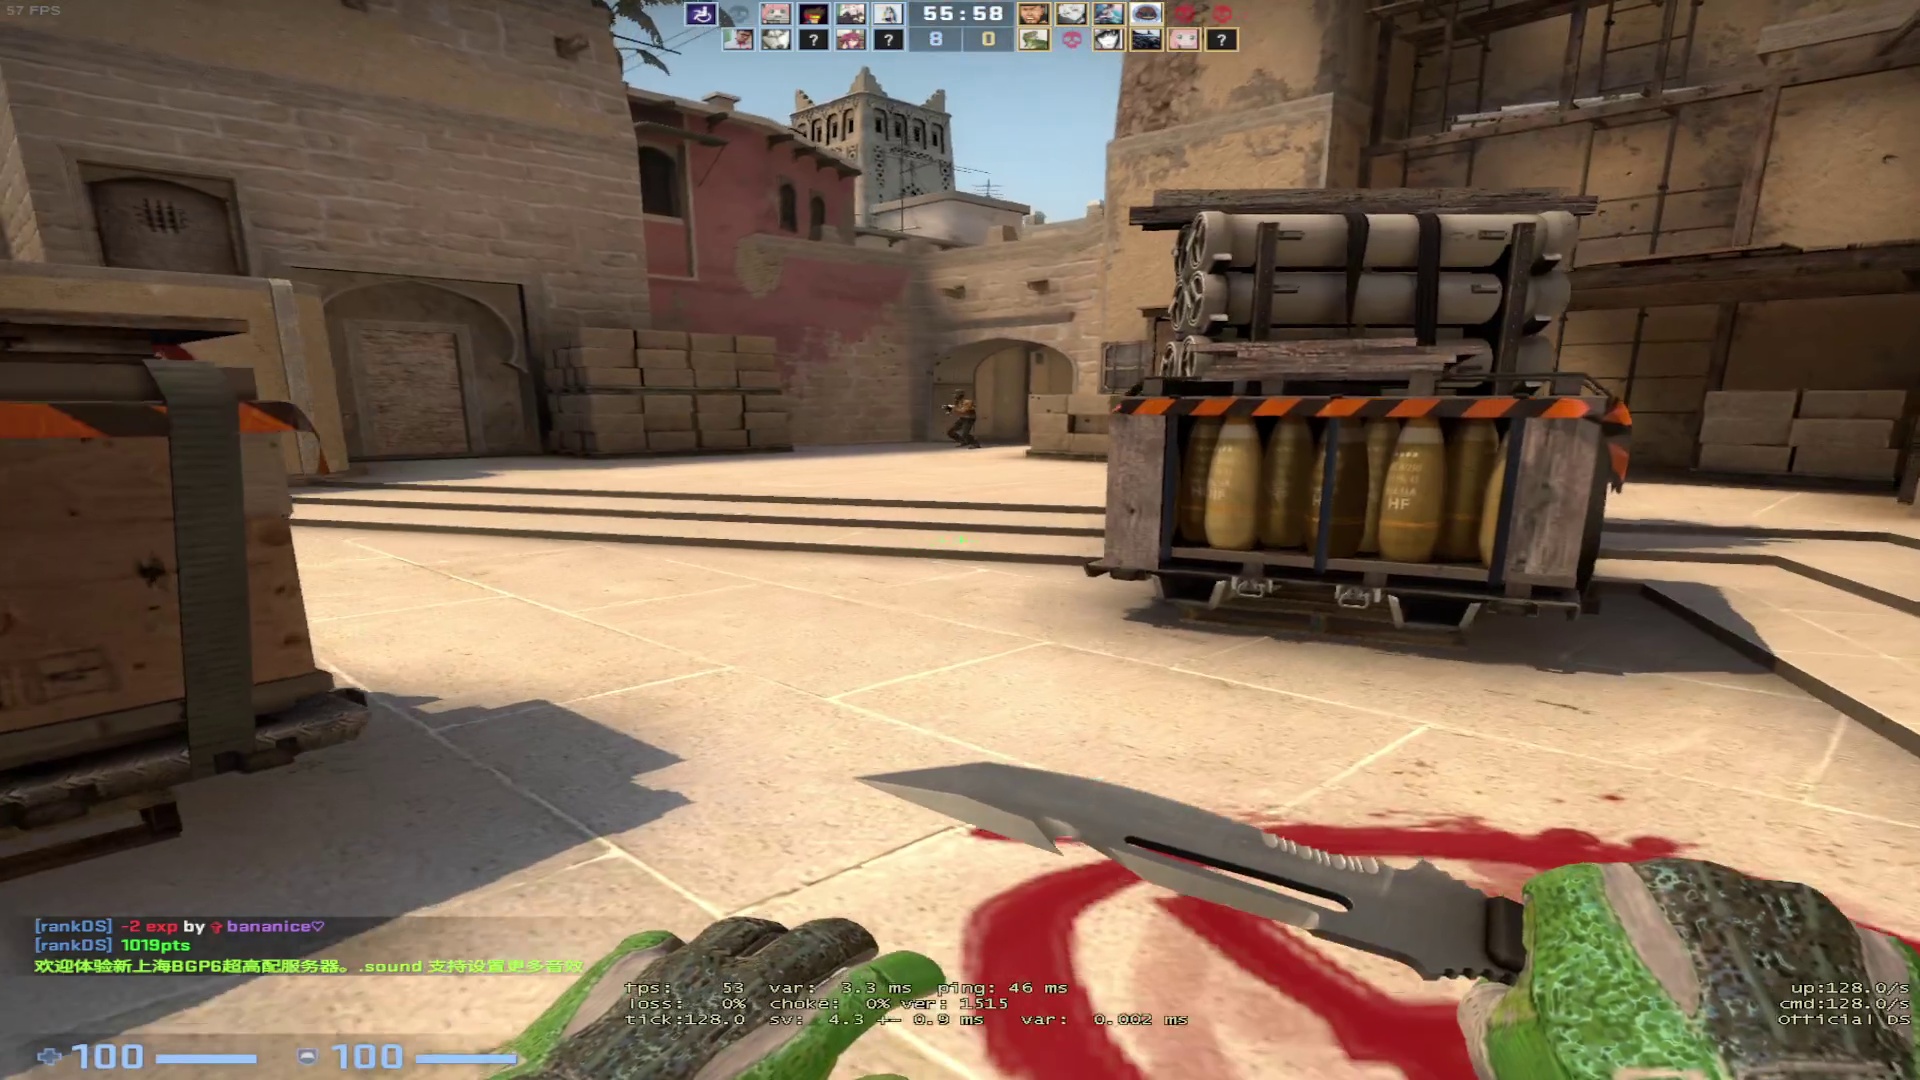 57 FPS
55:58
? ? 8 0 ?
HF
HF
[rankDS] -2 exp by bananice♡
[rankDS] 1019pts
欢迎体验新上海BGP6超高配服务器。.sound 支持设置更多音效
fps: 53 var: 3.3 ms ping: 46 ms
loss: 0% choke: 0% ver: 1515
tick:128.0 sv: 4.3 +- 0.9 ms var: 0.002 ms
up:128.0/s
cmd:128.0/s
Official DS
100 100